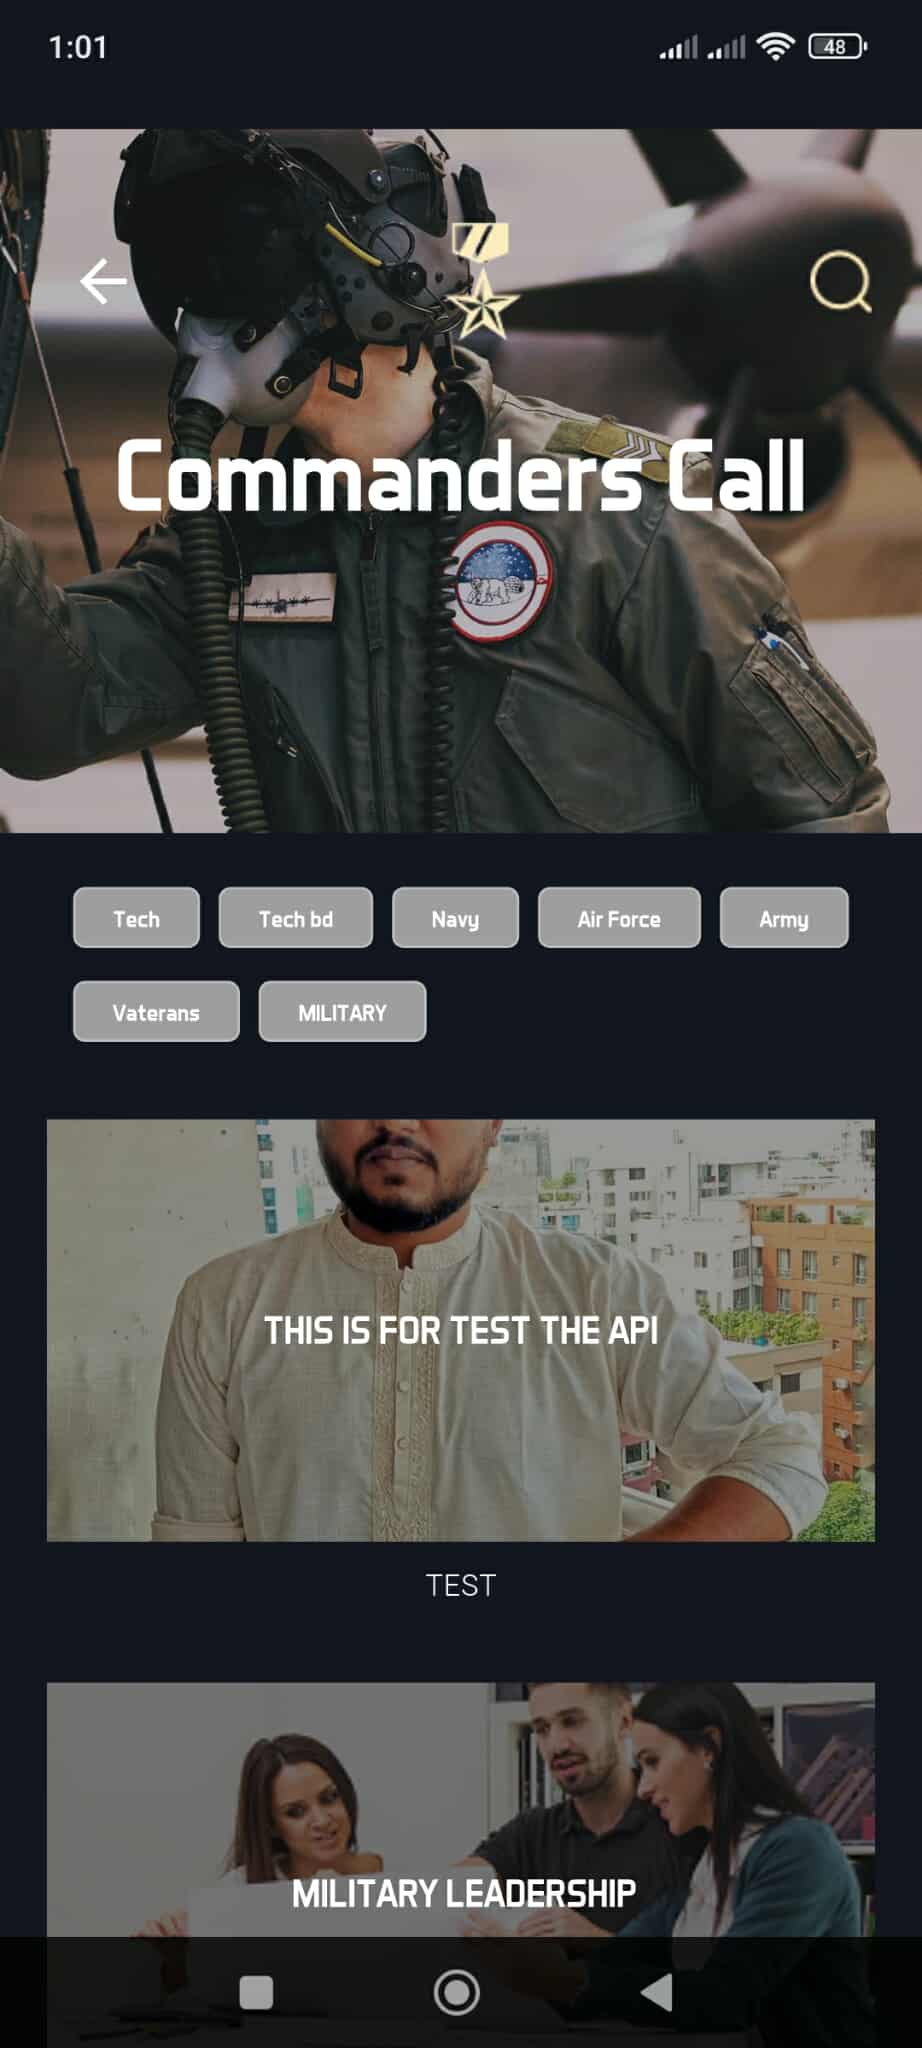 1:01
48
Commanders Call
Tech
Tech bd
Navy
Air Force
Army
Vaterans
MILITARY
THIS IS FOR TEST THE API
TEST
MILITARY LEADERSHIP